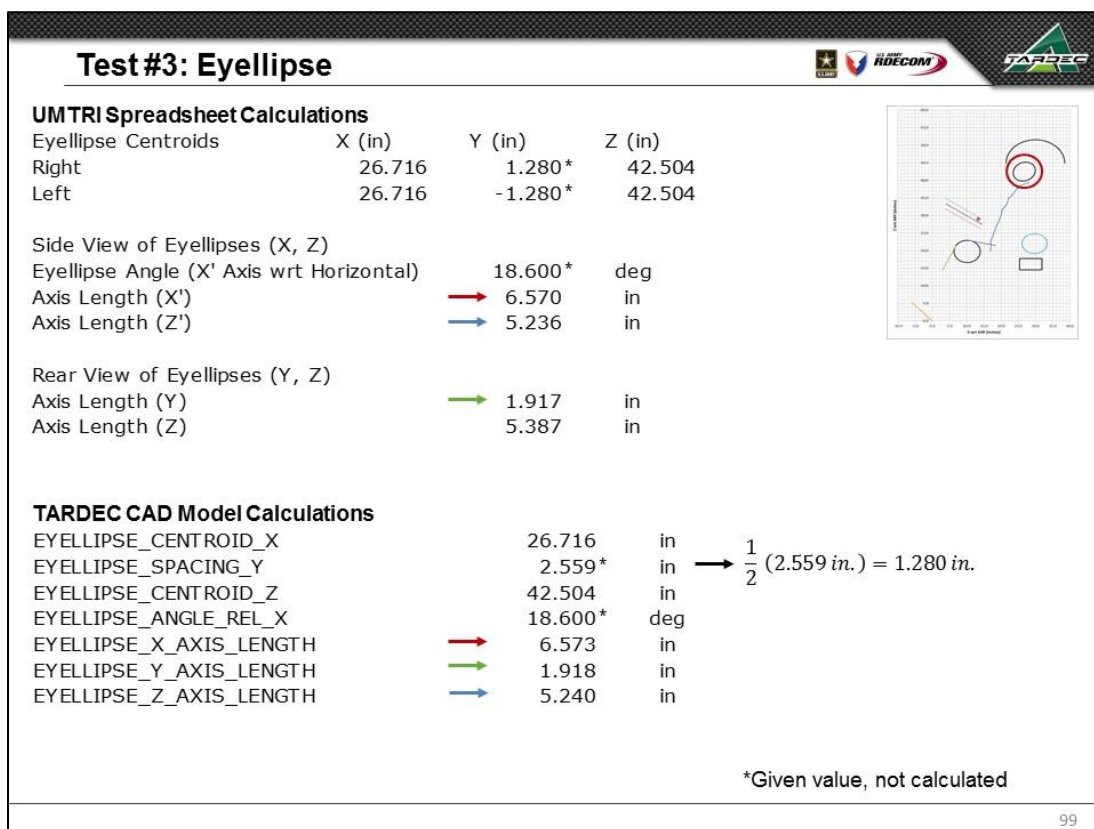 Test #3: Eyellipse
U.S. ARMY
U.S. ARMY
RDECOM
TARDEC
UMTRI Spreadsheet Calculations
Eyellipse Centroids X (in) Y (in) Z (in)
Right 26.716 1.280* 42.504
Left 26.716 -1.280* 42.504
Side View of Eyellipses (X, Z)
Eyellipse Angle (X' Axis wrt Horizontal) 18.600* deg
Axis Length (X') 6.570 in
Axis Length (Z') 5.236 in
Rear View of Eyellipses (Y, Z)
Axis Length (Y) 1.917 in
Axis Length (Z) 5.387 in
TARDEC CAD Model Calculations
EYELLIPSE_CENTROID_X 26.716 in
EYELLIPSE_SPACING_Y 2.559* in → 1/2 (2.559 in.) = 1.280 in.
EYELLIPSE_CENTROID_Z 42.504 in
EYELLIPSE_ANGLE_REL_X 18.600* deg
EYELLIPSE_X_AXIS_LENGTH 6.573 in
EYELLIPSE_Y_AXIS_LENGTH 1.918 in
EYELLIPSE_Z_AXIS_LENGTH 5.240 in
*Given value, not calculated
99